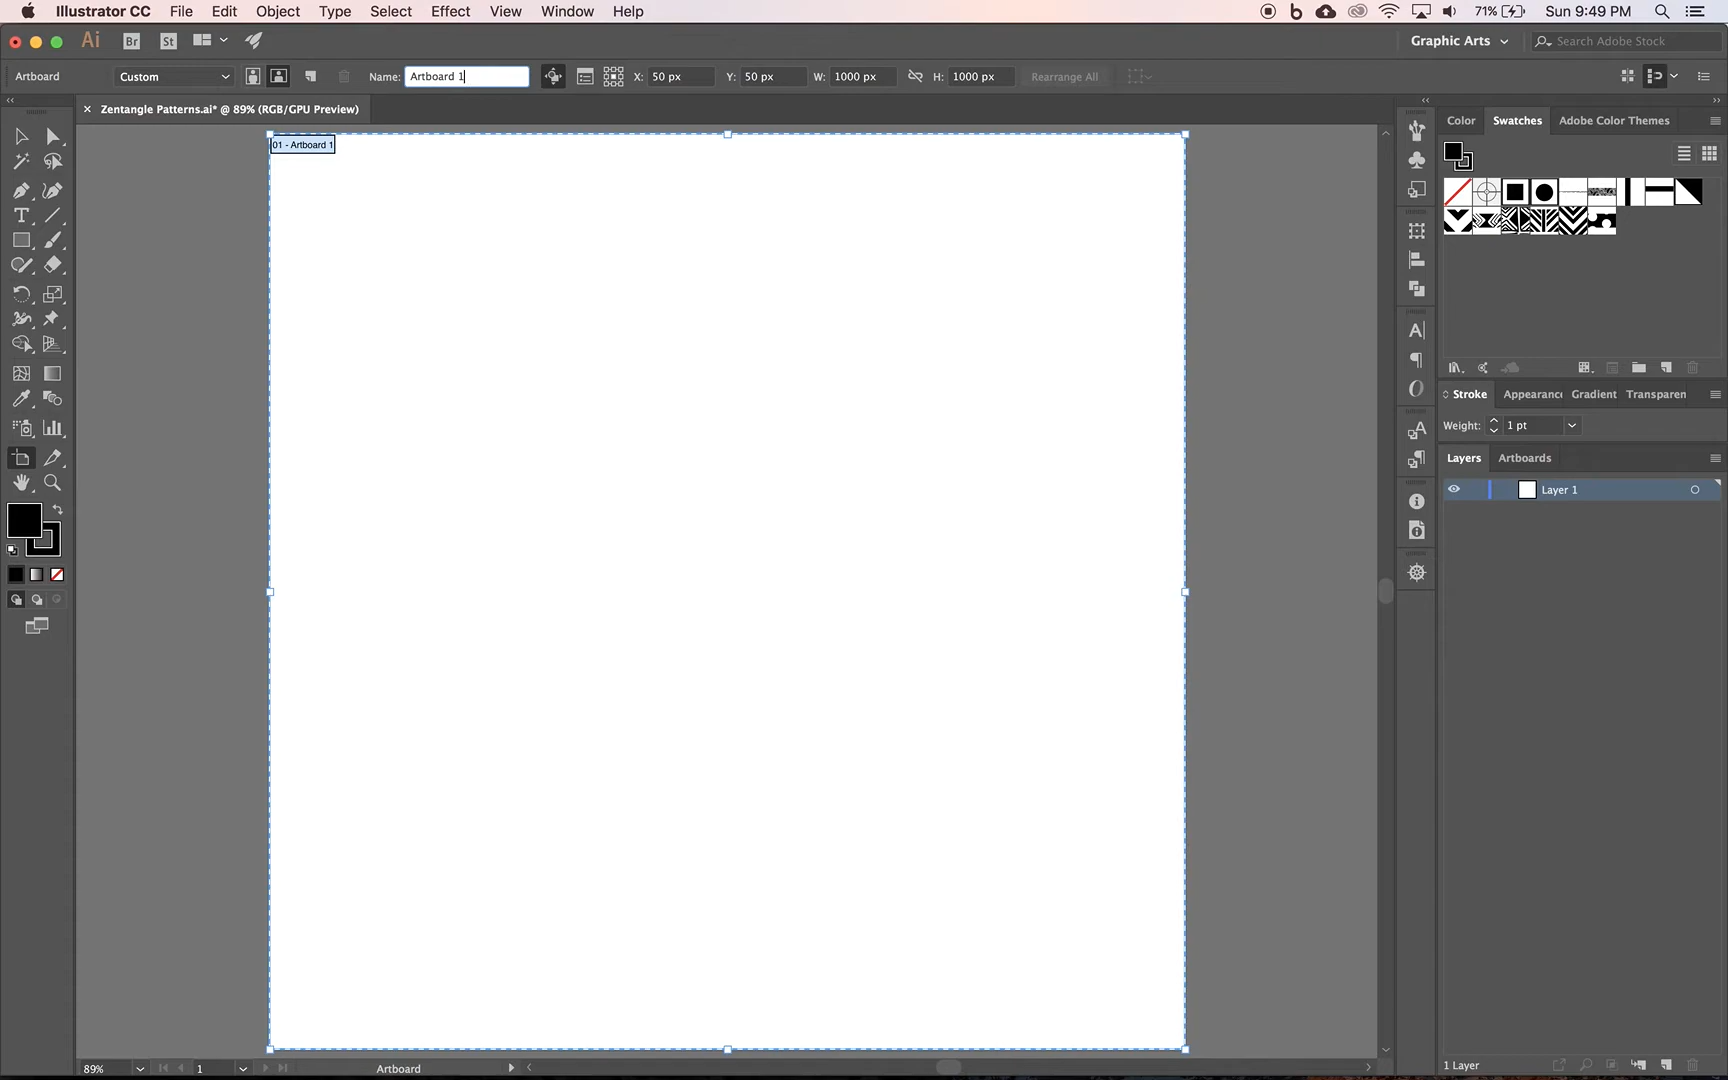 Illustrator CC File Edit Object Type Select Effect View Window Help 71% Sun 9:49 PM
Ai Br St Graphic Arts Search Adobe Stock
Artboard Custom Name: Artboard 1 X: 50 px Y: 50 px W: 1000 px H: 1000 px Rearrange All
× Zentangle Patterns.ai* @ 89% (RGB/GPU Preview)
Color Swatches Adobe Color Themes
01 - Artboard 1
Stroke Appearanc Gradient Transparen
Weight: 1 pt
Layers Artboards
Layer 1
89% 1 Artboard 1 Layer